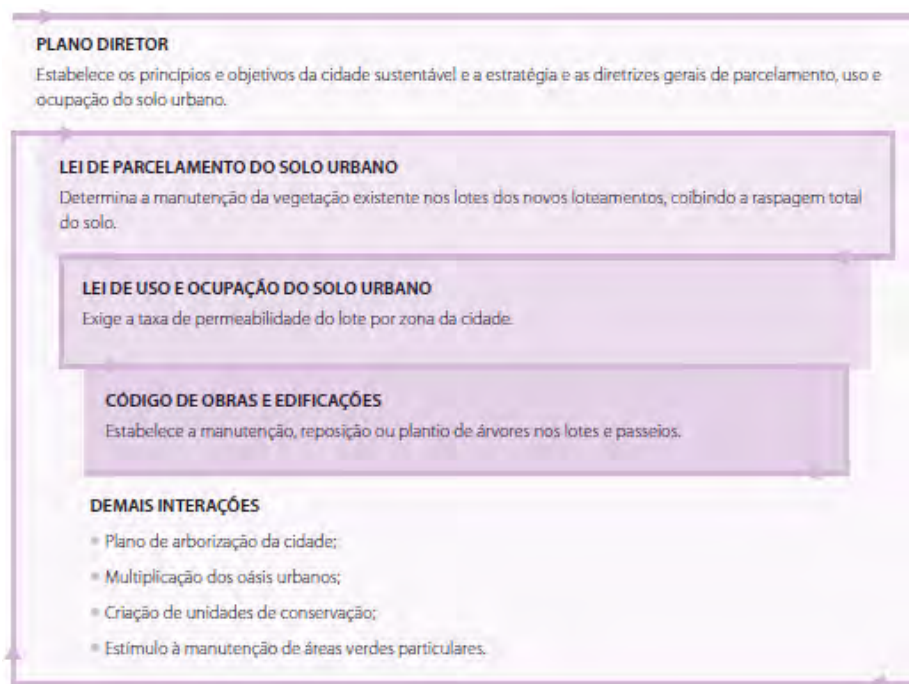 PLANO DIRETOR
Estabelece os princípios e objetivos da cidade sustentável e a estratégia e as diretrizes gerais de parcelamento, uso e
ocupação do solo urbano.
LEI DE PARCELAMENTO DO SOLO URBANO
Determina a manutenção da vegetação existente nos lotes dos novos loteamentos, coibindo a raspagem total
do solo.
LEI DE USO E OCUPAÇÃO DO SOLO URBANO
Exige a taxa de permeabilidade do lote por zona da cidade.
CÓDIGO DE OBRAS E EDIFICAÇÕES
Estabelece a manutenção, reposição ou plantio de árvores nos lotes e passeios.
DEMAIS INTERAÇÕES
• Plano de arborização da cidade;
• Multiplicação dos oásis urbanos;
• Criação de unidades de conservação;
• Estímulo à manutenção de áreas verdes particulares.